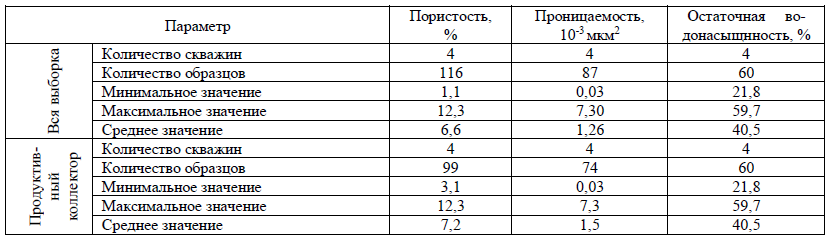 Параметр Пористость, % Проницаемость, 10-3 мкм2 Остаточная во-донасыщнность, %
Вся выборка
Количество скважин 4 4 4
Количество образцов 116 87 60
Минимальное значение 1,1 0,03 21,8
Максимальное значение 12,3 7,30 59,7
Среднее значение 6,6 1,26 40,5
Продуктив-ный коллектор
Количество скважин 4 4 4
Количество образцов 99 74 60
Минимальное значение 3,1 0,03 21,8
Максимальное значение 12,3 7,3 59,7
Среднее значение 7,2 1,5 40,5